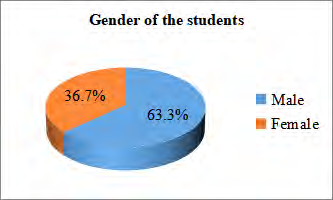 Gender of the students
36.7%
63.3%
Male
Female